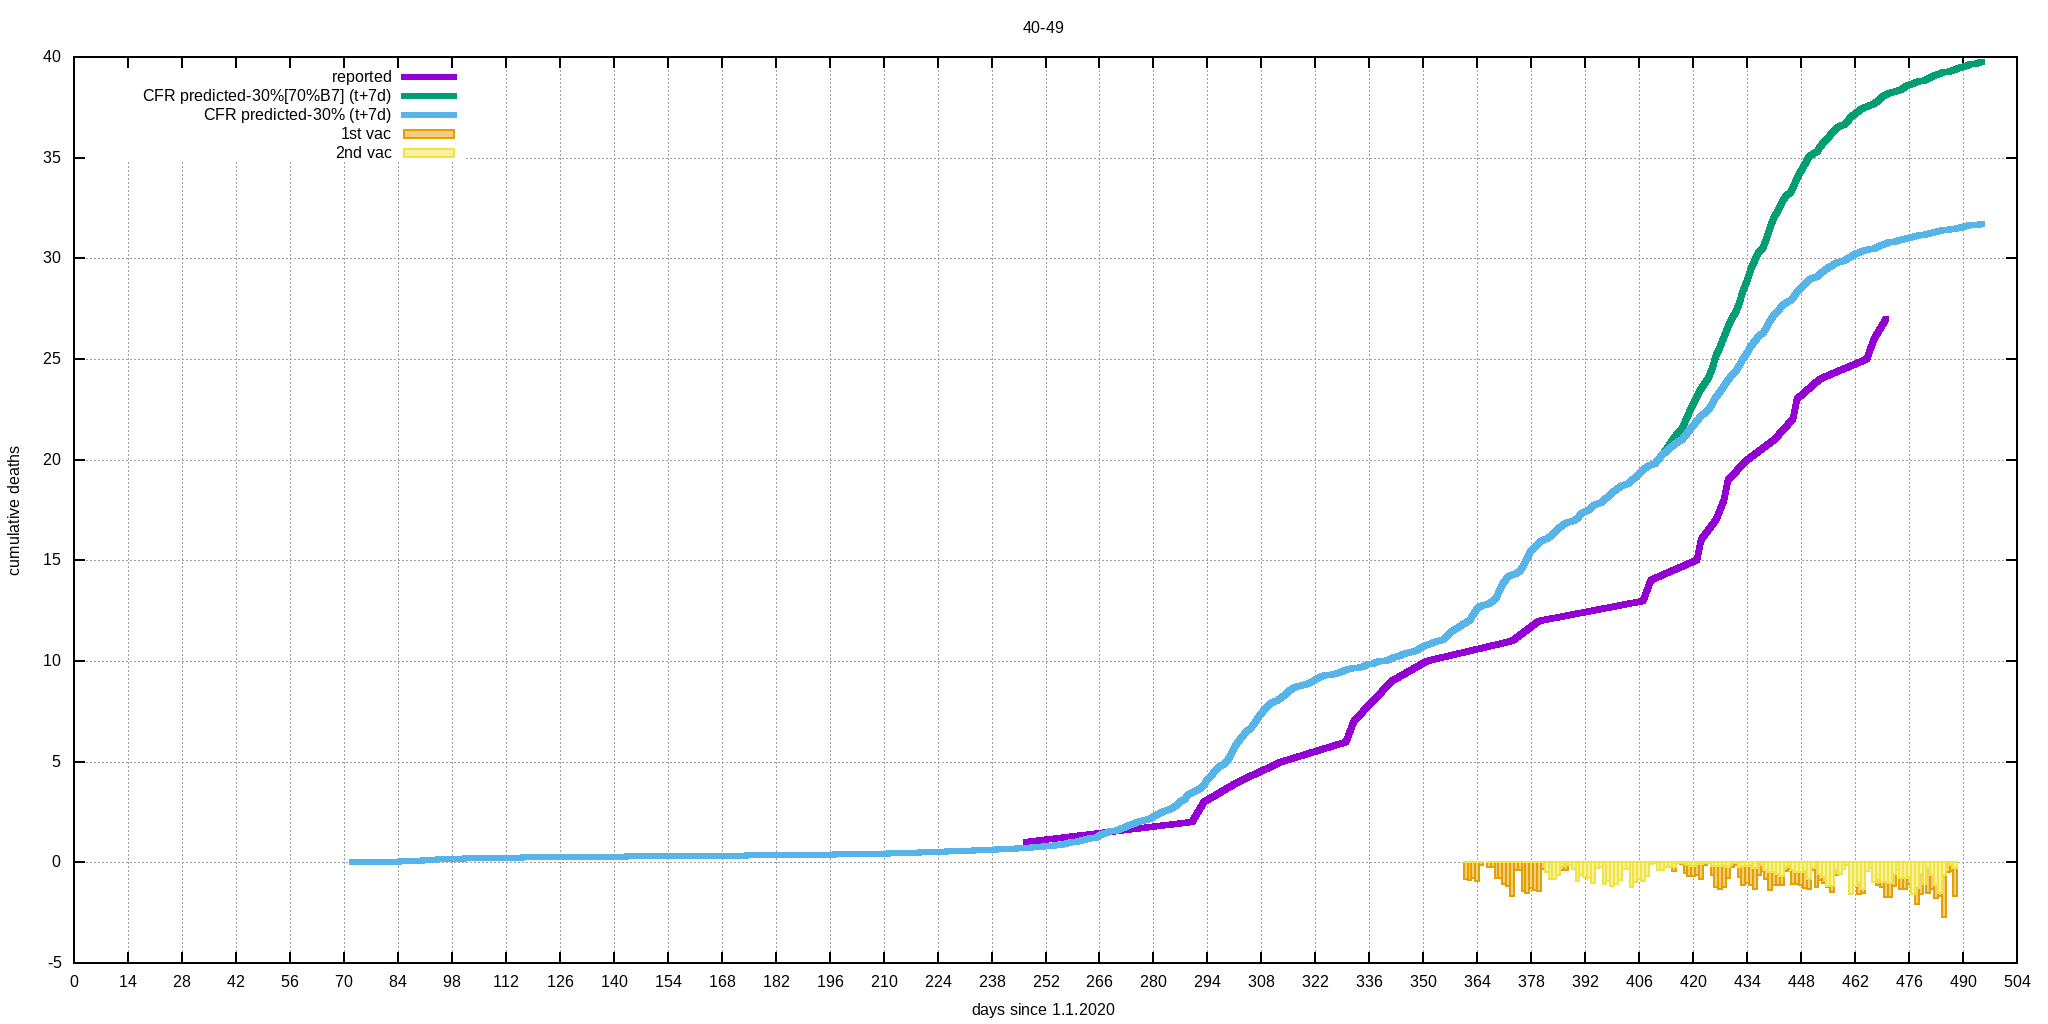 40-49
reported
CFR predicted-30%[70%B7] (t+7d)
CFR predicted-30% (t+7d)
1st vac
2nd vac
40
35
30
25
20
15
10
5
0
-5
cumulative deaths
0 14 28 42 56 70 84 98 112 126 140 154 168 182 196 210 224 238 252 266 280 294 308 322 336 350 364 378 392 406 420 434 448 462 476 490 504
days since 1.1.2020